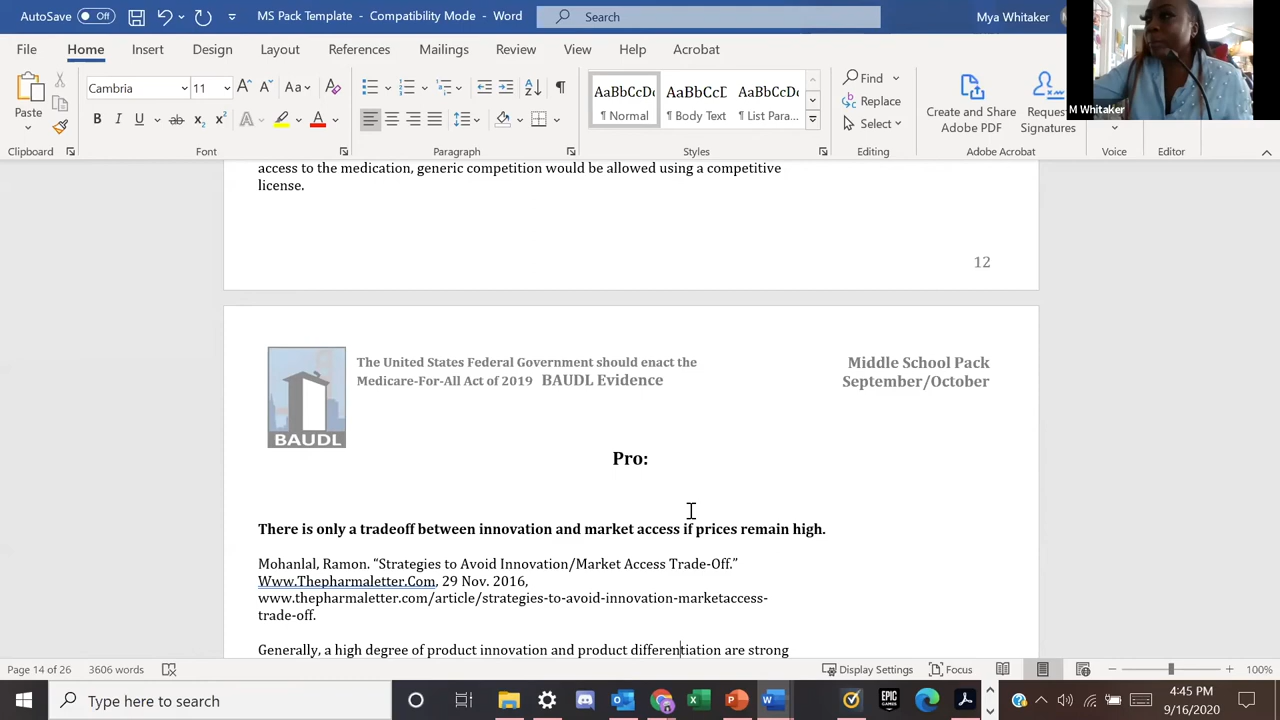 AutoSave Off MS Pack Template - Compatibility Mode - Word Search Mya Whitaker
File Home Insert Design Layout References Mailings Review View Help Acrobat
M Whitaker
Cambria 11 Aa
Paste
B I U ab x₂ x² A A
AaBbCcDc AaBbCcD AaBbCcDc
¶ Normal ¶ Body Text ¶ List Para...
Find
Replace
Select
Create and Share
Adobe PDF
Request
Signatures
Clipboard Font Paragraph Styles Editing Adobe Acrobat Voice Editor
access to the medication, generic competition would be allowed using a competitive
license.
12
BAUDL
The United States Federal Government should enact the
Medicare-For-All Act of 2019 BAUDL Evidence
Middle School Pack
September/October
Pro:
There is only a tradeoff between innovation and market access if prices remain high.
Mohanlal, Ramon. “Strategies to Avoid Innovation/Market Access Trade-Off.”
Www.Thepharmaletter.Com, 29 Nov. 2016,
www.thepharmaletter.com/article/strategies-to-avoid-innovation-marketaccess-
trade-off.
Generally, a high degree of product innovation and product differentiation are strong
Page 14 of 26 3606 words Display Settings Focus 100%
Type here to search
EPIC GAMES
4:45 PM
9/16/2020